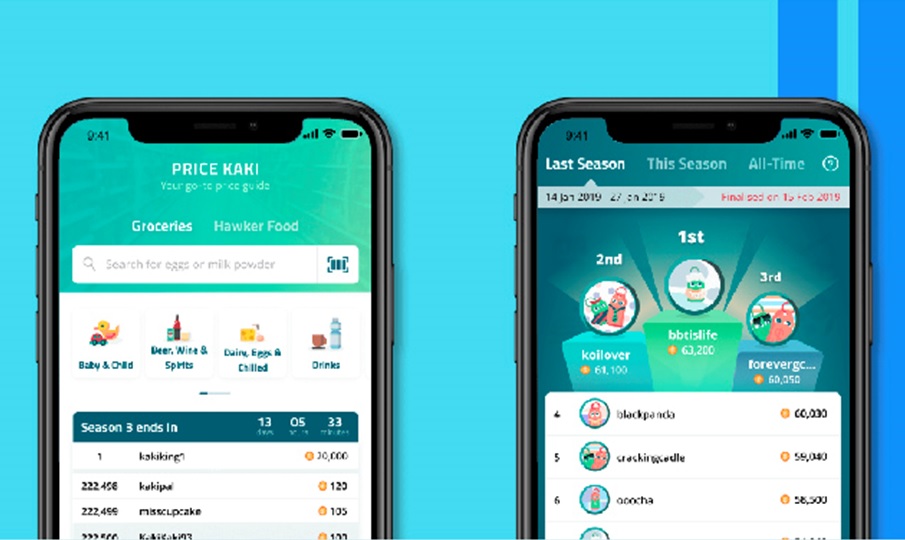 9:41
PRICE KAKI
Your go-to price guide
Groceries Hawker Food
Search for eggs or milk powder
Baby & Child
Beer, Wine &
Spirits
Dairy, Eggs &
Chilled
Drinks
Season 3 ends in 13 05 33
days minutes
1 kakiking1 20,000
222,498 kakipal 120
222,499 misscupcake 105
222,500 KakiKaki93 100
9:41
Last Season This Season All-Time
14 Jan 2019 - 27 Jan 2019 Finalised on 15 Feb 2019
1st
2nd
3rd
bbtislife
63,200
koilover
61,100
forevergc...
60,050
4 blackpanda 60,030
5 crackingcadle 59,040
6 ooocha 58,500